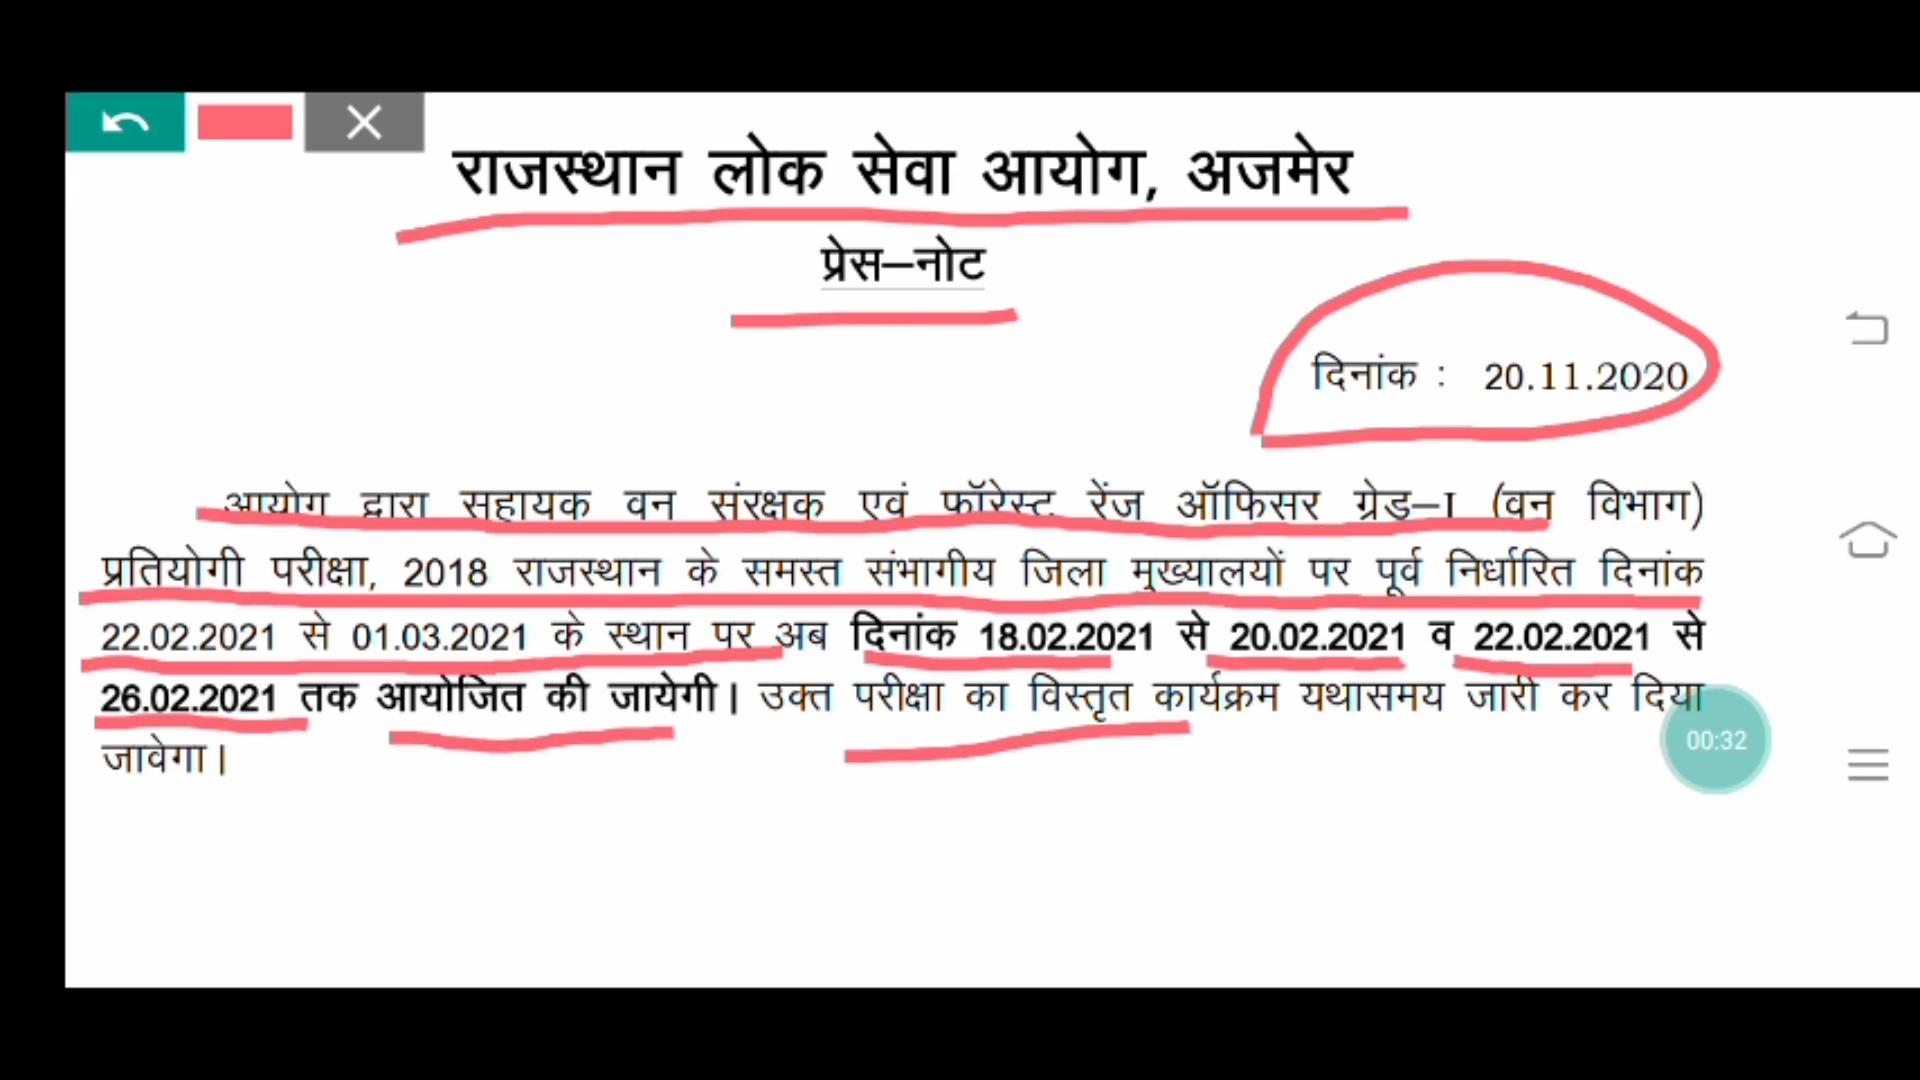 राजस्थान लोक सेवा आयोग, अजमेर
प्रेस–नोट
दिनांक : 20.11.2020
आयोग द्वारा सहायक वन संरक्षक एवं फॉरेस्ट रेंज ऑफिसर ग्रेड–I (वन विभाग)
प्रतियोगी परीक्षा, 2018 राजस्थान के समस्त संभागीय जिला मुख्यालयों पर पूर्व निर्धारित दिनांक
22.02.2021 से 01.03.2021 के स्थान पर अब दिनांक 18.02.2021 से 20.02.2021 व 22.02.2021 से
26.02.2021 तक आयोजित की जायेगी। उक्त परीक्षा का विस्तृत कार्यक्रम यथासमय जारी कर दिया
जावेगा।
00:32